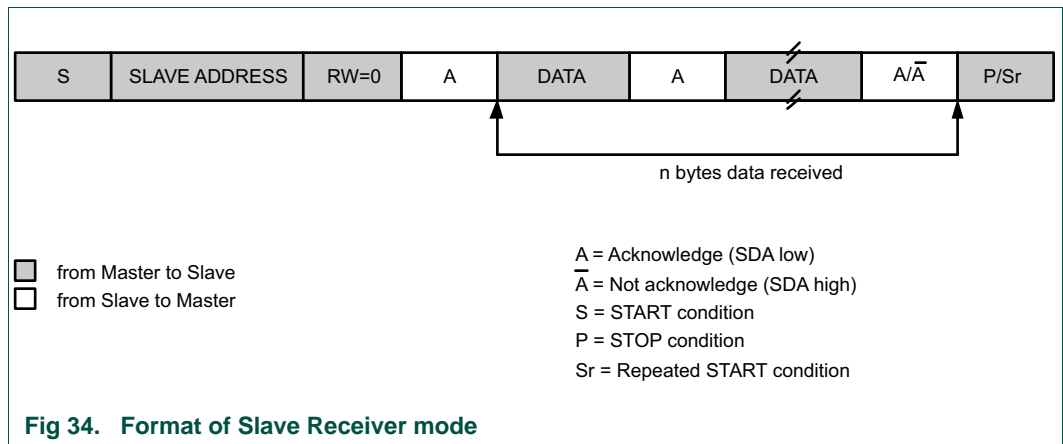 S SLAVE ADDRESS RW=0 A DATA A DATA A/A̅ P/Sr
n bytes data received
from Master to Slave
from Slave to Master
A = Acknowledge (SDA low)
A̅ = Not acknowledge (SDA high)
S = START condition
P = STOP condition
Sr = Repeated START condition
Fig 34. Format of Slave Receiver mode